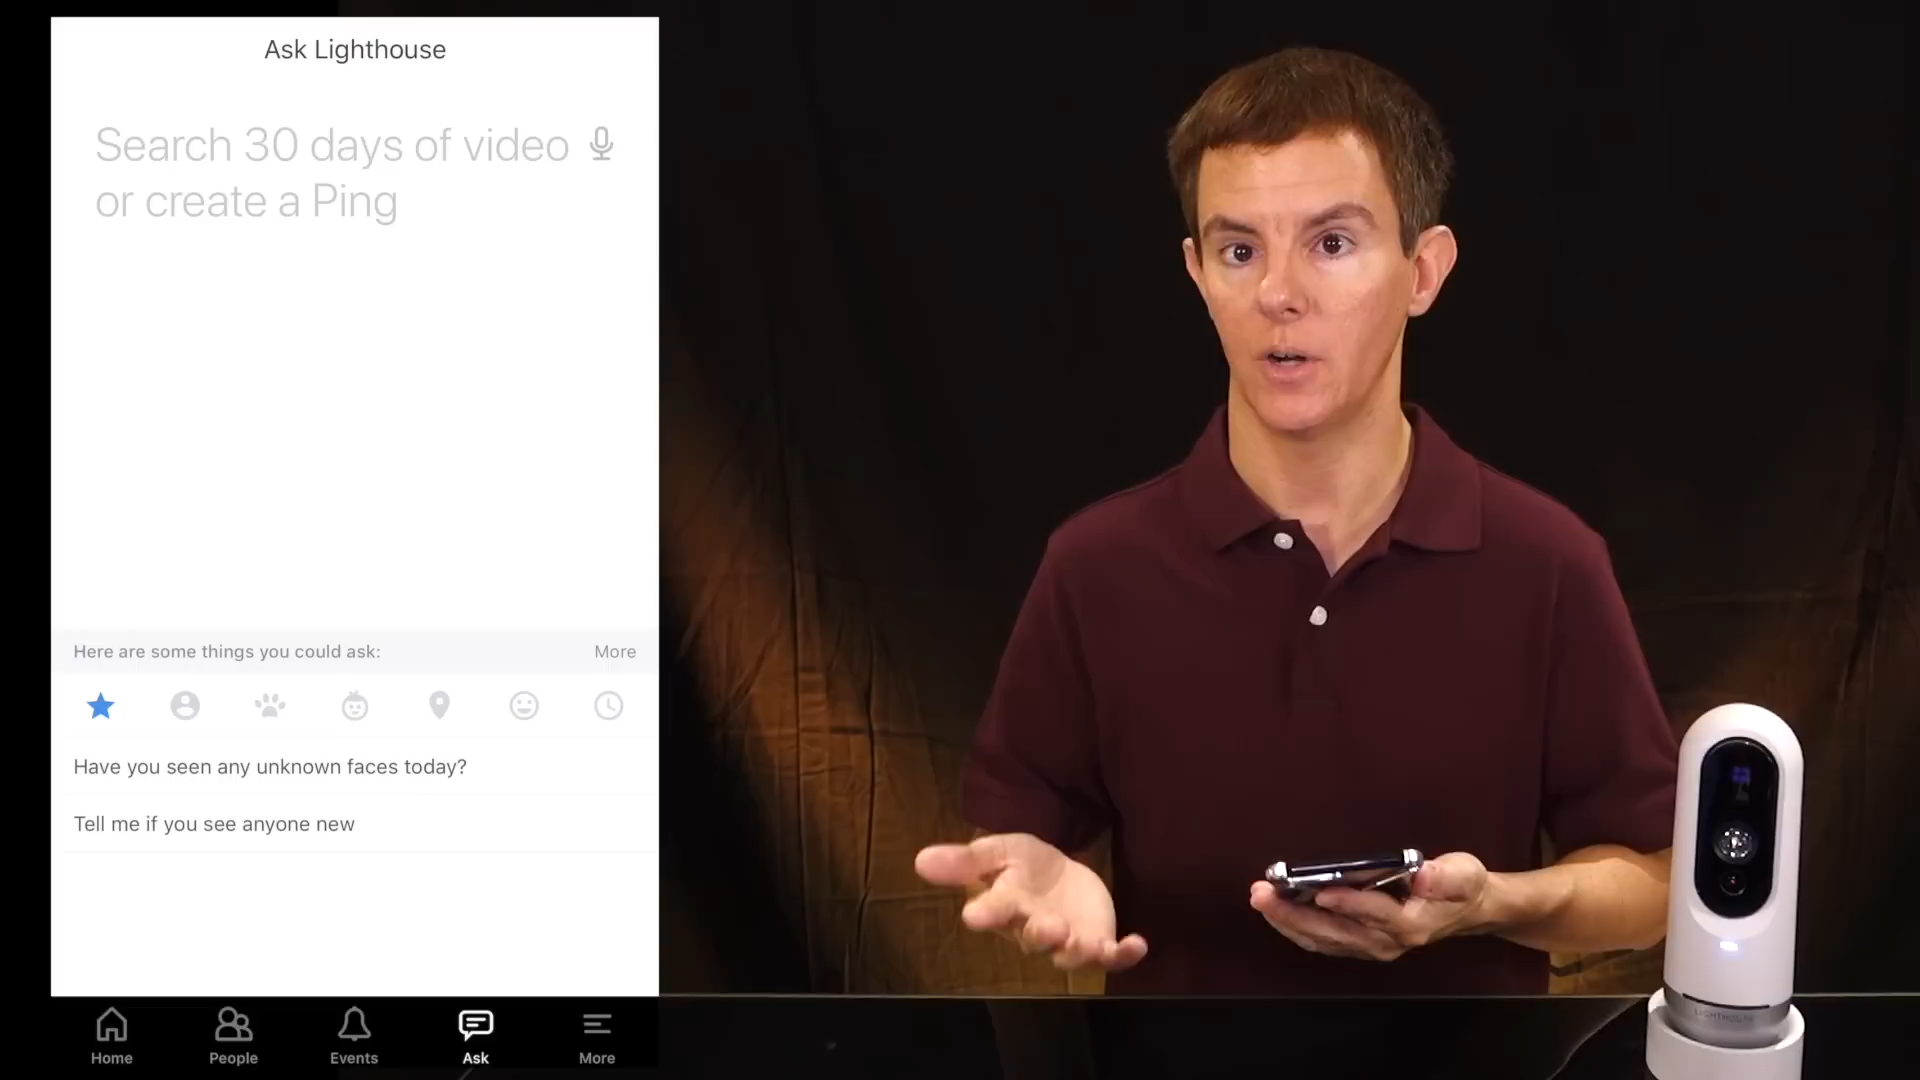 Ask Lighthouse
Search 30 days of video
or create a Ping
Here are some things you could ask:
More
Have you seen any unknown faces today?
Tell me if you see anyone new
Home
People
Events
Ask
More
LIGHTHOUSE